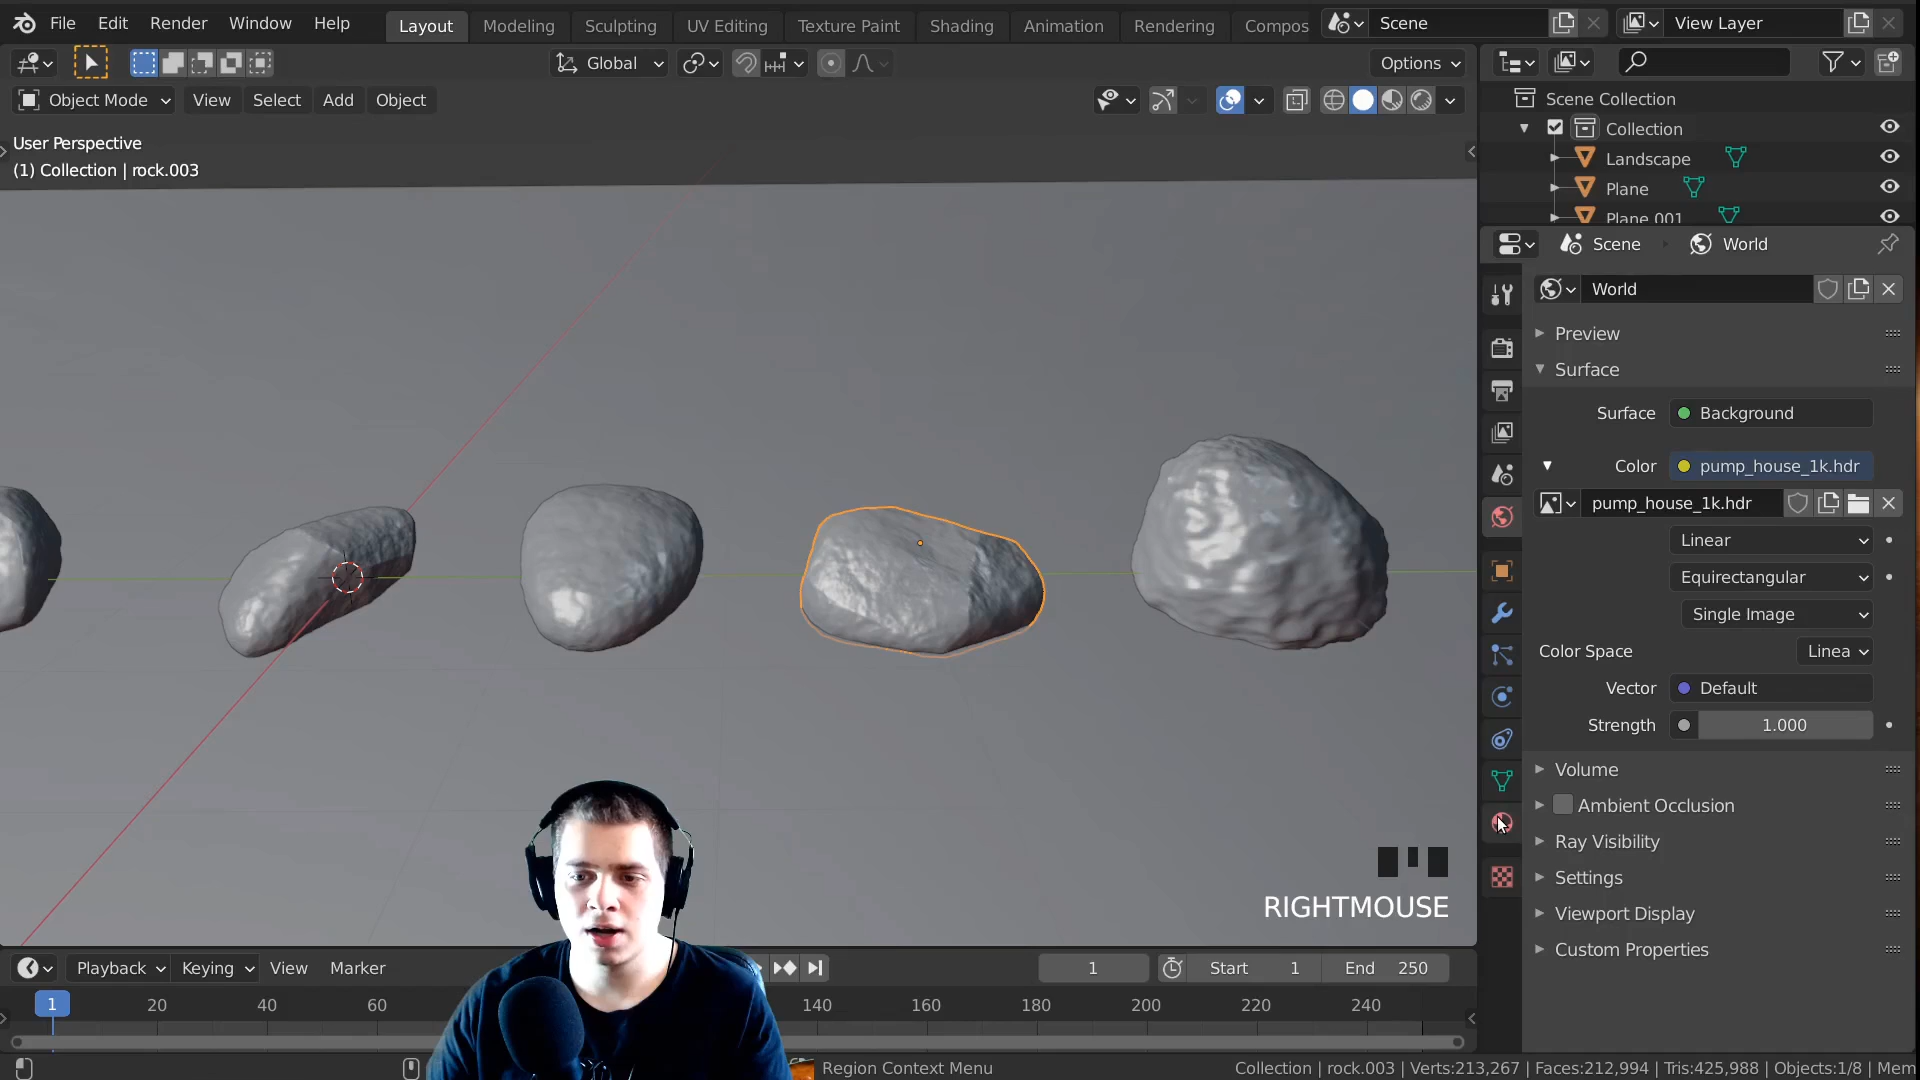 File Edit Render Window Help Layout Modeling Sculpting UV Editing Texture Paint Shading Animation Rendering Compos Scene View Layer
Global Options
Object Mode View Select Add Object
Scene Collection
Collection
Landscape
Plane
Plane.001
User Perspective
(1) Collection | rock.003
Scene World
World
Preview
Surface
Surface Background
Color pump_house_1k.hdr
pump_house_1k.hdr
Linear
Equirectangular
Single Image
Color Space Linea
Vector Default
Strength 1.000
Volume
Ambient Occlusion
Ray Visibility
Settings
Viewport Display
Custom Properties
RIGHTMOUSE
Playback Keying View Marker 1 Start 1 End 250
1 20 40 60 140 160 180 200 220 240
Region Context Menu Collection | rock.003 | Verts:213,267 | Faces:212,994 | Tris:425,988 | Objects:1/8 | Mem